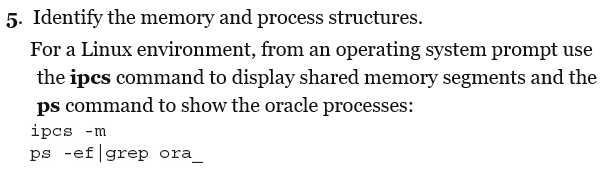 5. Identify the memory and process structures.
For a Linux environment, from an operating system prompt use
the ipcs command to display shared memory segments and the
ps command to show the oracle processes:
ipcs -m
ps -ef|grep ora_